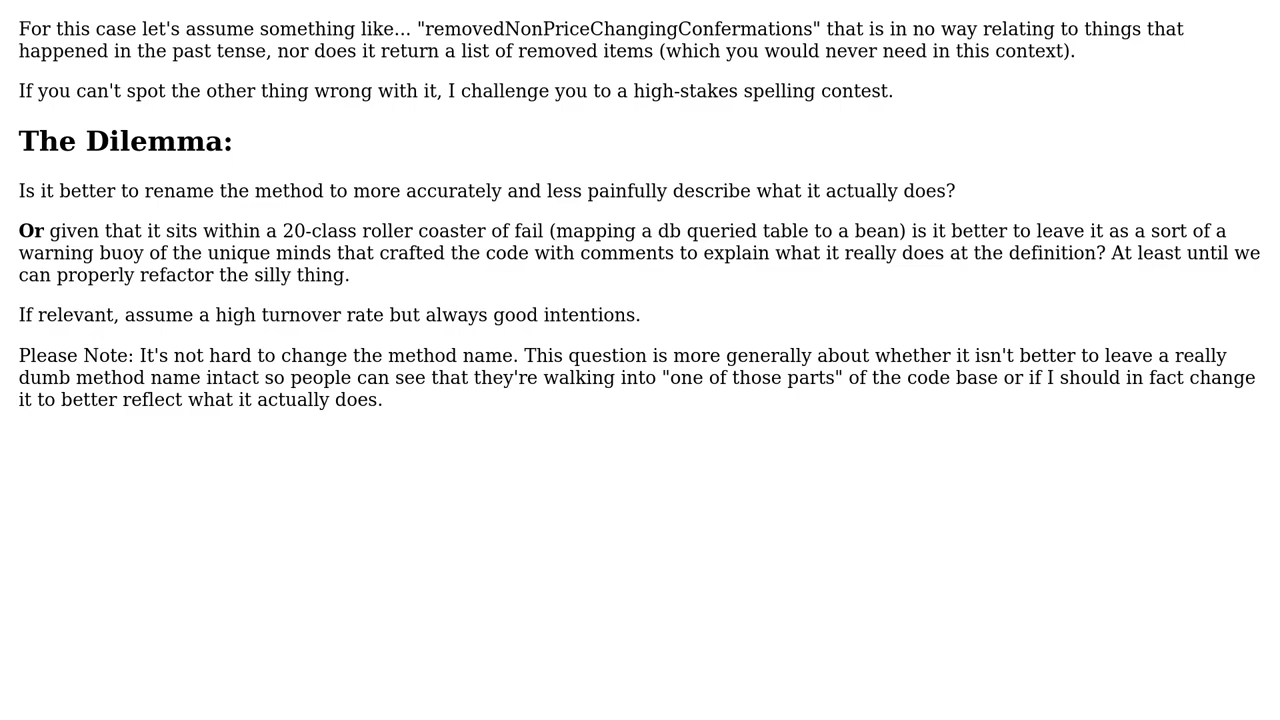 For this case let's assume something like... "removedNonPriceChangingConfermations" that is in no way relating to things that
happened in the past tense, nor does it return a list of removed items (which you would never need in this context).
If you can't spot the other thing wrong with it, I challenge you to a high-stakes spelling contest.
The Dilemma:
Is it better to rename the method to more accurately and less painfully describe what it actually does?
Or given that it sits within a 20-class roller coaster of fail (mapping a db queried table to a bean) is it better to leave it as a sort of a
warning buoy of the unique minds that crafted the code with comments to explain what it really does at the definition? At least until we
can properly refactor the silly thing.
If relevant, assume a high turnover rate but always good intentions.
Please Note: It's not hard to change the method name. This question is more generally about whether it isn't better to leave a really
dumb method name intact so people can see that they're walking into "one of those parts" of the code base or if I should in fact change
it to better reflect what it actually does.